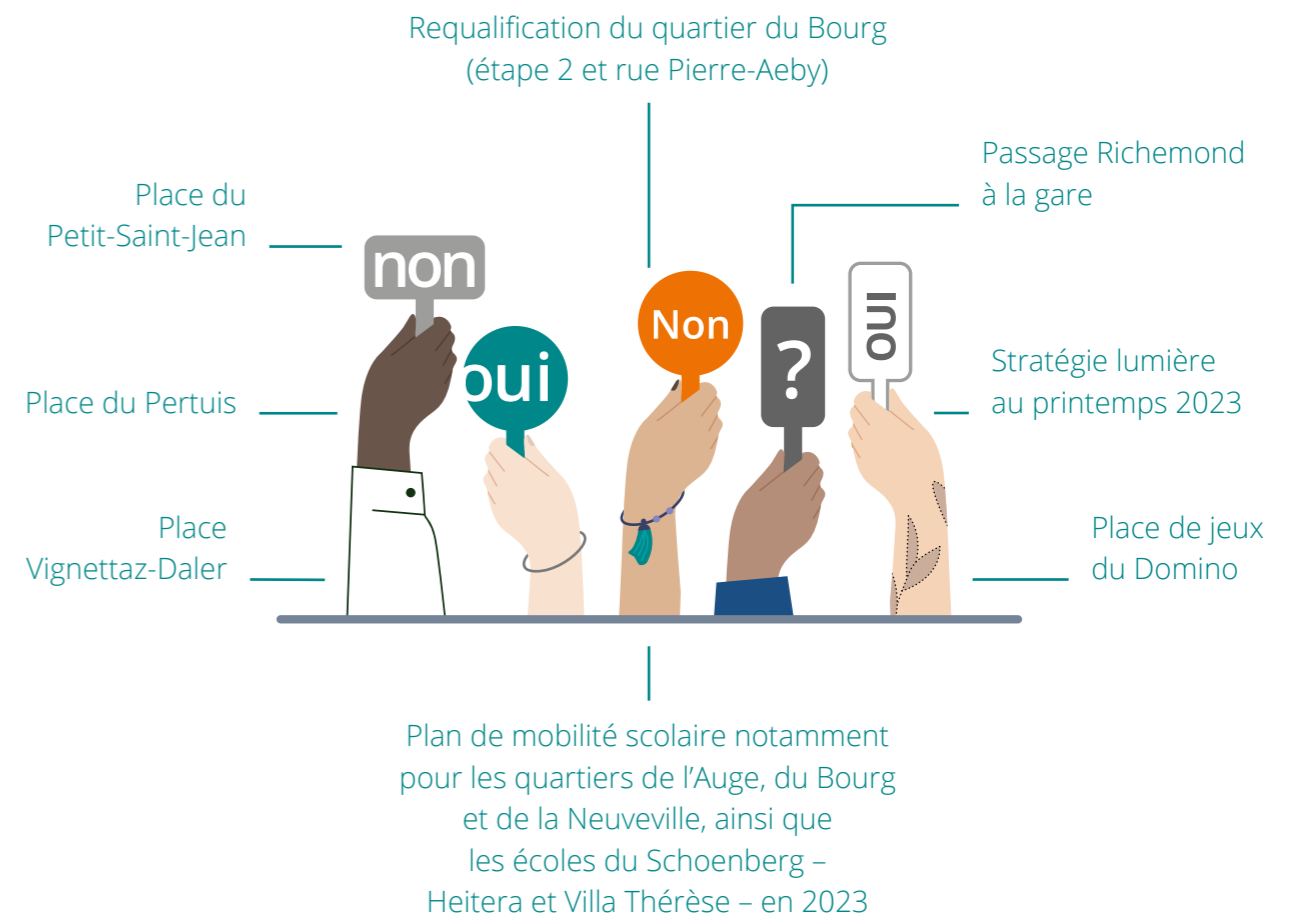 Requalification du quartier du Bourg
(étape 2 et rue Pierre-Aeby)
Passage Richemond
à la gare
Place du
Petit-Saint-Jean
non
oui
Non
?
OUI
Stratégie lumière
au printemps 2023
Place du Pertuis
Place
Vignettaz-Daler
Place de jeux
du Domino
Plan de mobilité scolaire notamment
pour les quartiers de l’Auge, du Bourg
et de la Neuveville, ainsi que
les écoles du Schoenberg –
Heitera et Villa Thérèse – en 2023